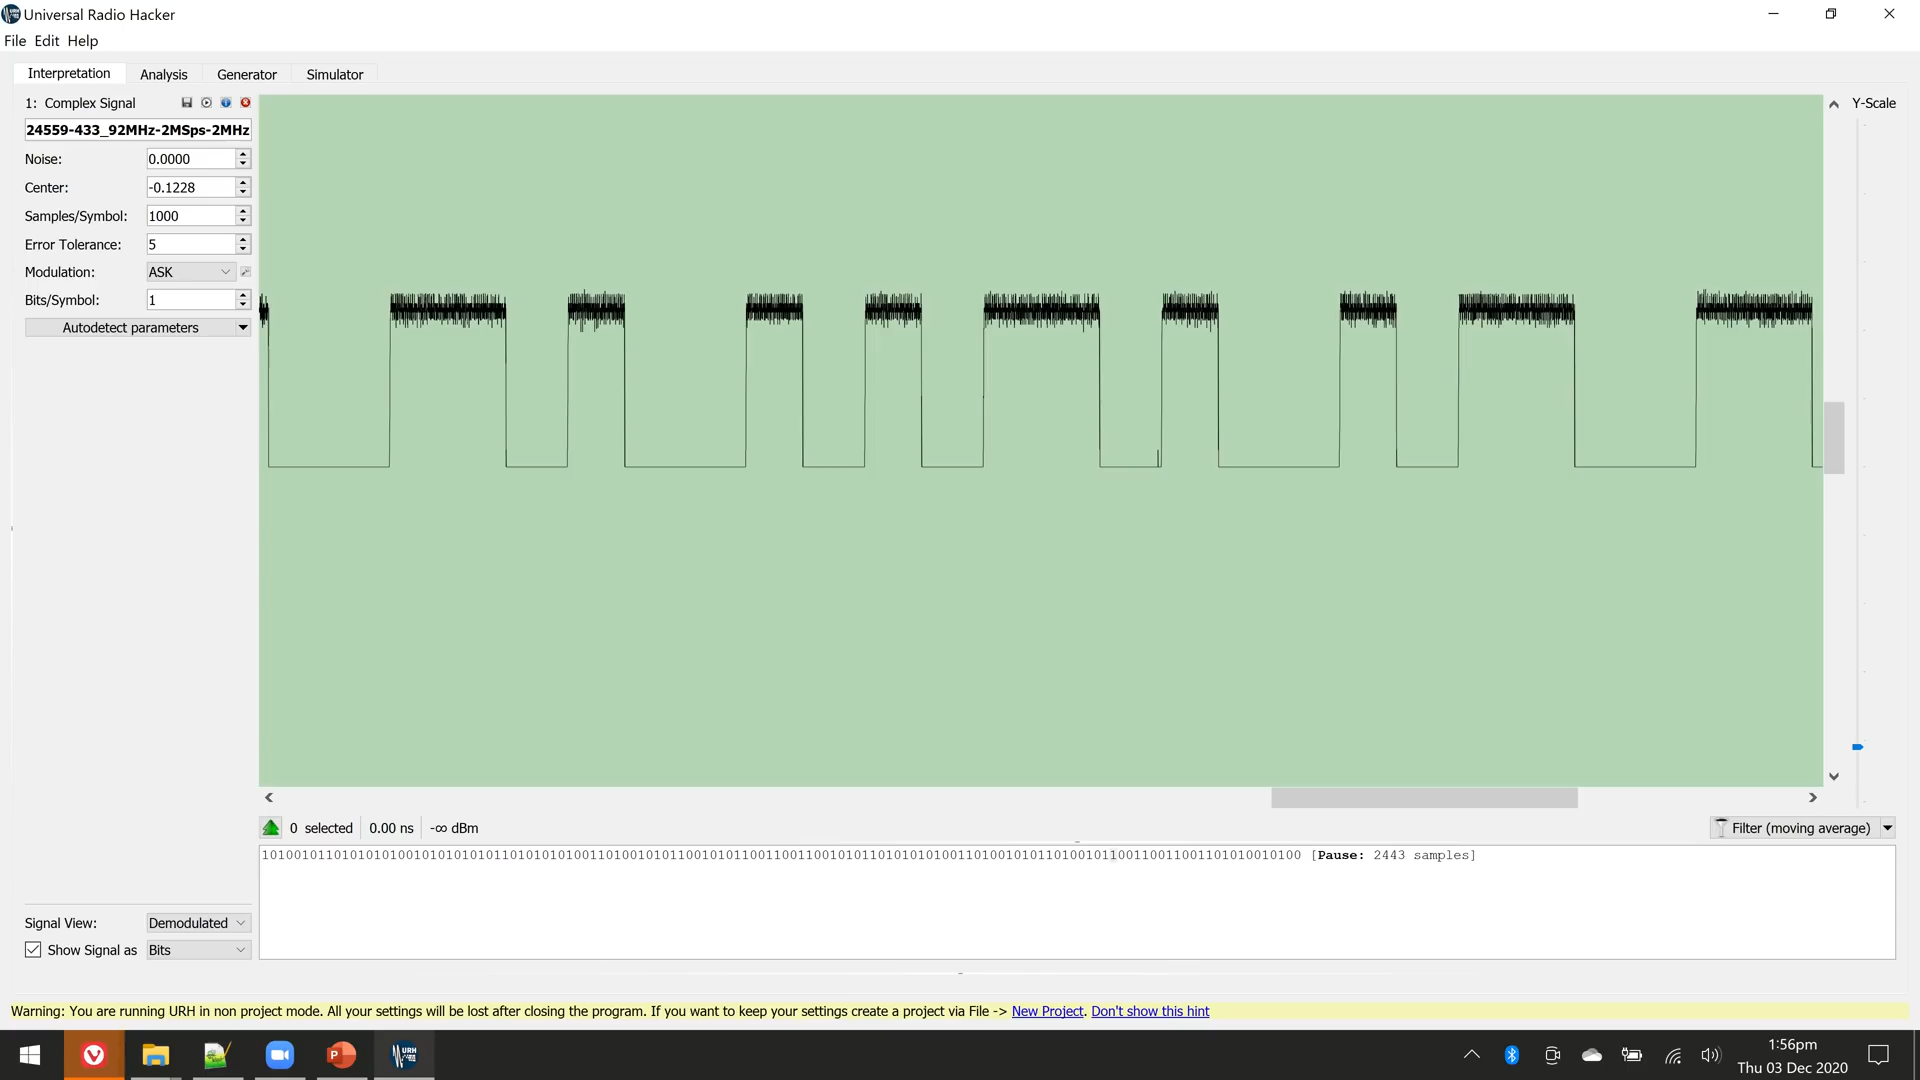 Universal Radio Hacker
File Edit Help
Interpretation Analysis Generator Simulator
1: Complex Signal
Y-Scale
24559-433_92MHz-2MSps-2MHz
Noise: 0.0000
Center: -0.1228
Samples/Symbol: 1000
Error Tolerance: 5
Modulation: ASK
Bits/Symbol: 1
Autodetect parameters
0 selected 0.00 ns -∞ dBm
Filter (moving average)
[Pause: 2443 samples]
Signal View: Demodulated
Show Signal as Bits
Warning: You are running URH in non project mode. All your settings will be lost after closing the program. If you want to keep your settings create a project via File -> New Project. Don't show this hint
1:56pm
Thu 03 Dec 2020